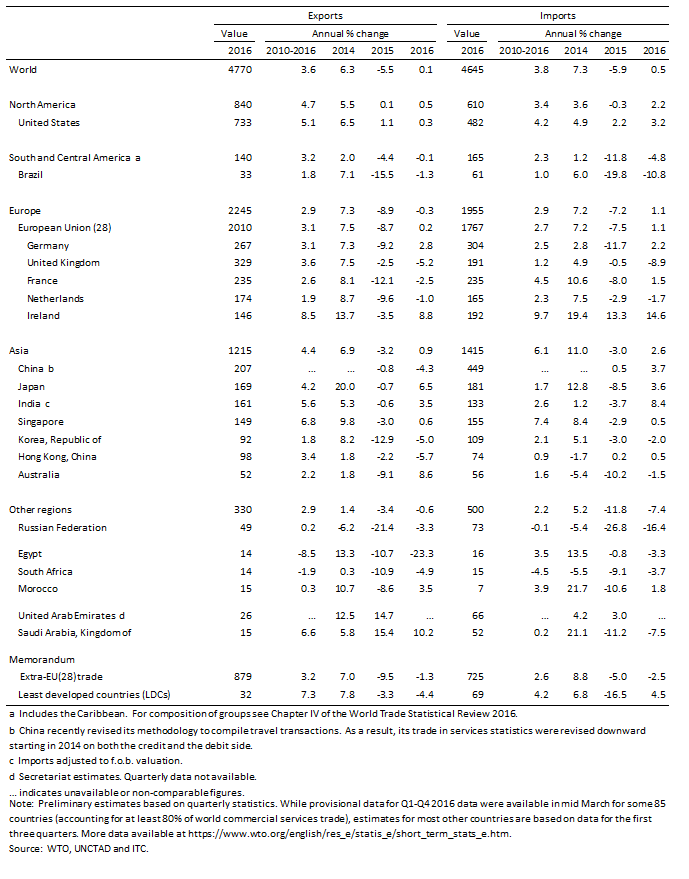 Exports Imports
Value Annual % change Value Annual % change
2016 2010-2016 2014 2015 2016 2016 2010-2016 2014 2015 2016
World 4770 3.6 6.3 -5.5 0.1 4645 3.8 7.3 -5.9 0.5
North America 840 4.7 5.5 0.1 0.5 610 3.4 3.6 -0.3 2.2
United States 733 5.1 6.5 1.1 0.3 482 4.2 4.9 2.2 3.2
South and Central America a 140 3.2 2.0 -4.4 -0.1 165 2.3 1.2 -11.8 -4.8
Brazil 33 1.8 7.1 -15.5 -1.3 61 1.0 6.0 -19.8 -10.8
Europe 2245 2.9 7.3 -8.9 -0.3 1955 2.9 7.2 -7.2 1.1
European Union (28) 2010 3.1 7.5 -8.7 0.2 1767 2.7 7.2 -7.5 1.1
Germany 267 3.1 7.3 -9.2 2.8 304 2.5 2.8 -11.7 2.2
United Kingdom 329 3.6 7.5 -2.5 -5.2 191 1.2 4.9 -0.5 -8.9
France 235 2.6 8.1 -12.1 -2.5 235 4.5 10.6 -8.0 1.5
Netherlands 174 1.9 8.7 -9.6 -1.0 165 2.3 7.5 -2.9 -1.7
Ireland 146 8.5 13.7 -3.5 8.8 192 9.7 19.4 13.3 14.6
Asia 1215 4.4 6.9 -3.2 0.9 1415 6.1 11.0 -3.0 2.6
China b 207 ... ... -0.8 -4.3 449 ... ... 0.5 3.7
Japan 169 4.2 20.0 -0.7 6.5 181 1.7 12.8 -8.5 3.6
India c 161 5.6 5.3 -0.6 3.5 133 2.6 1.2 -3.7 8.4
Singapore 149 6.8 9.8 -3.0 0.6 155 7.4 8.4 -2.9 0.5
Korea, Republic of 92 1.8 8.2 -12.9 -5.0 109 2.1 5.1 -3.0 -2.0
Hong Kong, China 98 3.4 1.8 -2.2 -5.7 74 0.9 -1.7 0.2 0.5
Australia 52 2.2 1.8 -9.1 8.6 56 1.6 -5.4 -10.2 -1.5
Other regions 330 2.9 1.4 -3.4 -0.6 500 2.2 5.2 -11.8 -7.4
Russian Federation 49 0.2 -6.2 -21.4 -3.3 73 -0.1 -5.4 -26.8 -16.4
Egypt 14 -8.5 13.3 -10.7 -23.3 16 3.5 13.5 -0.8 -3.3
South Africa 14 -1.9 0.3 -10.9 -4.9 15 -4.5 -5.5 -9.1 -3.7
Morocco 15 0.3 10.7 -8.6 3.5 7 3.9 21.7 -10.6 1.8
United Arab Emirates d 26 ... 12.5 14.7 ... 66 ... 4.2 3.0 ...
Saudi Arabia, Kingdom of 15 6.6 5.8 15.4 10.2 52 0.2 21.1 -11.2 -7.5
Memorandum
Extra-EU(28) trade 879 3.2 7.0 -9.5 -1.3 725 2.6 8.8 -5.0 -2.5
Least developed countries (LDCs) 32 7.3 7.8 -3.3 -4.4 69 4.2 6.8 -16.5 4.5
a Includes the Caribbean. For composition of groups see Chapter IV of the World Trade Statistical Review 2016.
b China recently revised its methodology to compile travel transactions. As a result, its trade in services statistics were revised downward
starting in 2014 on both the credit and the debit side.
c Imports adjusted to f.o.b. valuation.
d Secretariat estimates. Quarterly data not available.
... indicates unavailable or non-comparable figures.
Note: Preliminary estimates based on quarterly statistics. While provisional data for Q1-Q4 2016 data were available in mid March for some 85
countries (accounting for at least 80% of world commercial services trade), estimates for most other countries are based on data for the first
three quarters. More data available at https://www.wto.org/english/res_e/statis_e/short_term_stats_e.htm.
Source: WTO, UNCTAD and ITC.